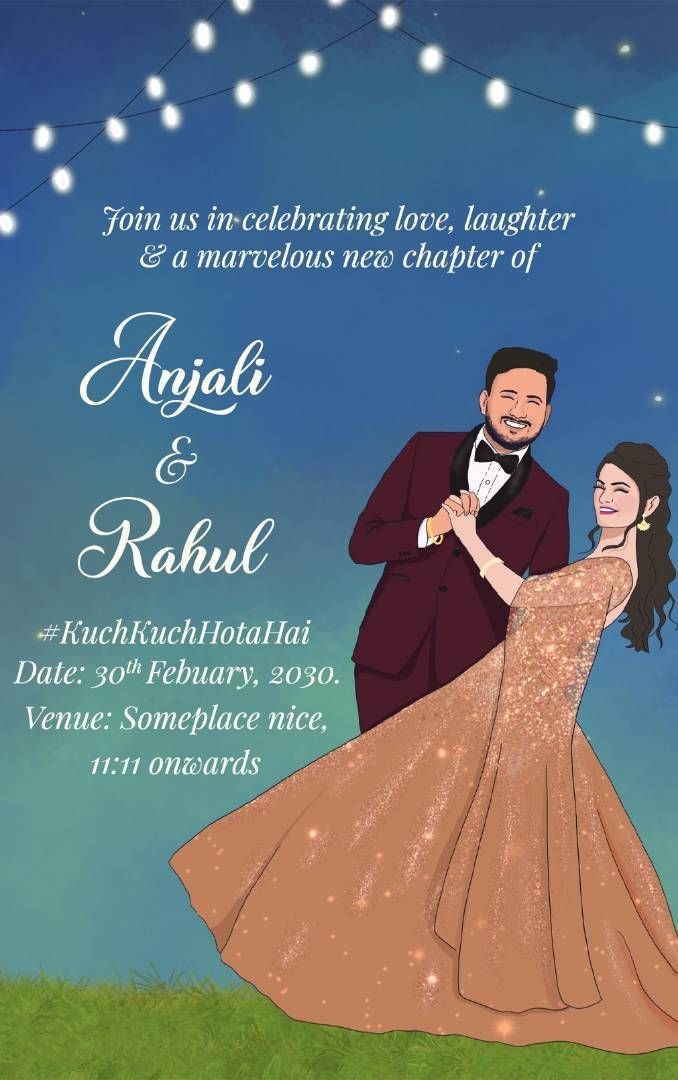 Join us in celebrating love, laughter
& a marvelous new chapter of
Anjali
&
Rahul
#KuchKuchHotaHai
Date: 30th Febuary, 2030.
Venue: Someplace nice,
11:11 onwards